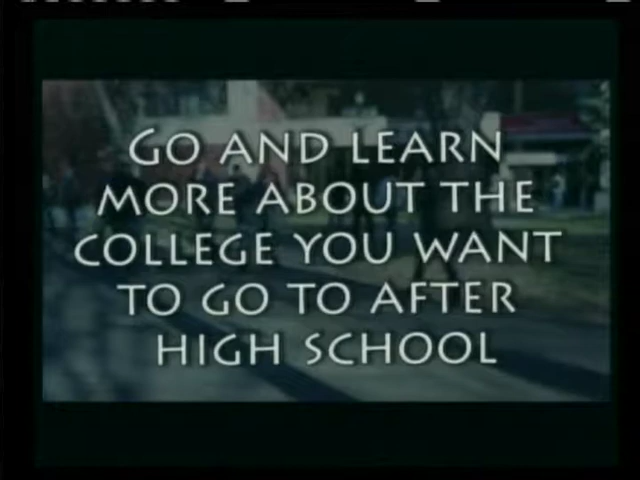 GO AND LEARN
MORE ABOUT THE
COLLEGE YOU WANT
TO GO TO AFTER
HIGH SCHOOL